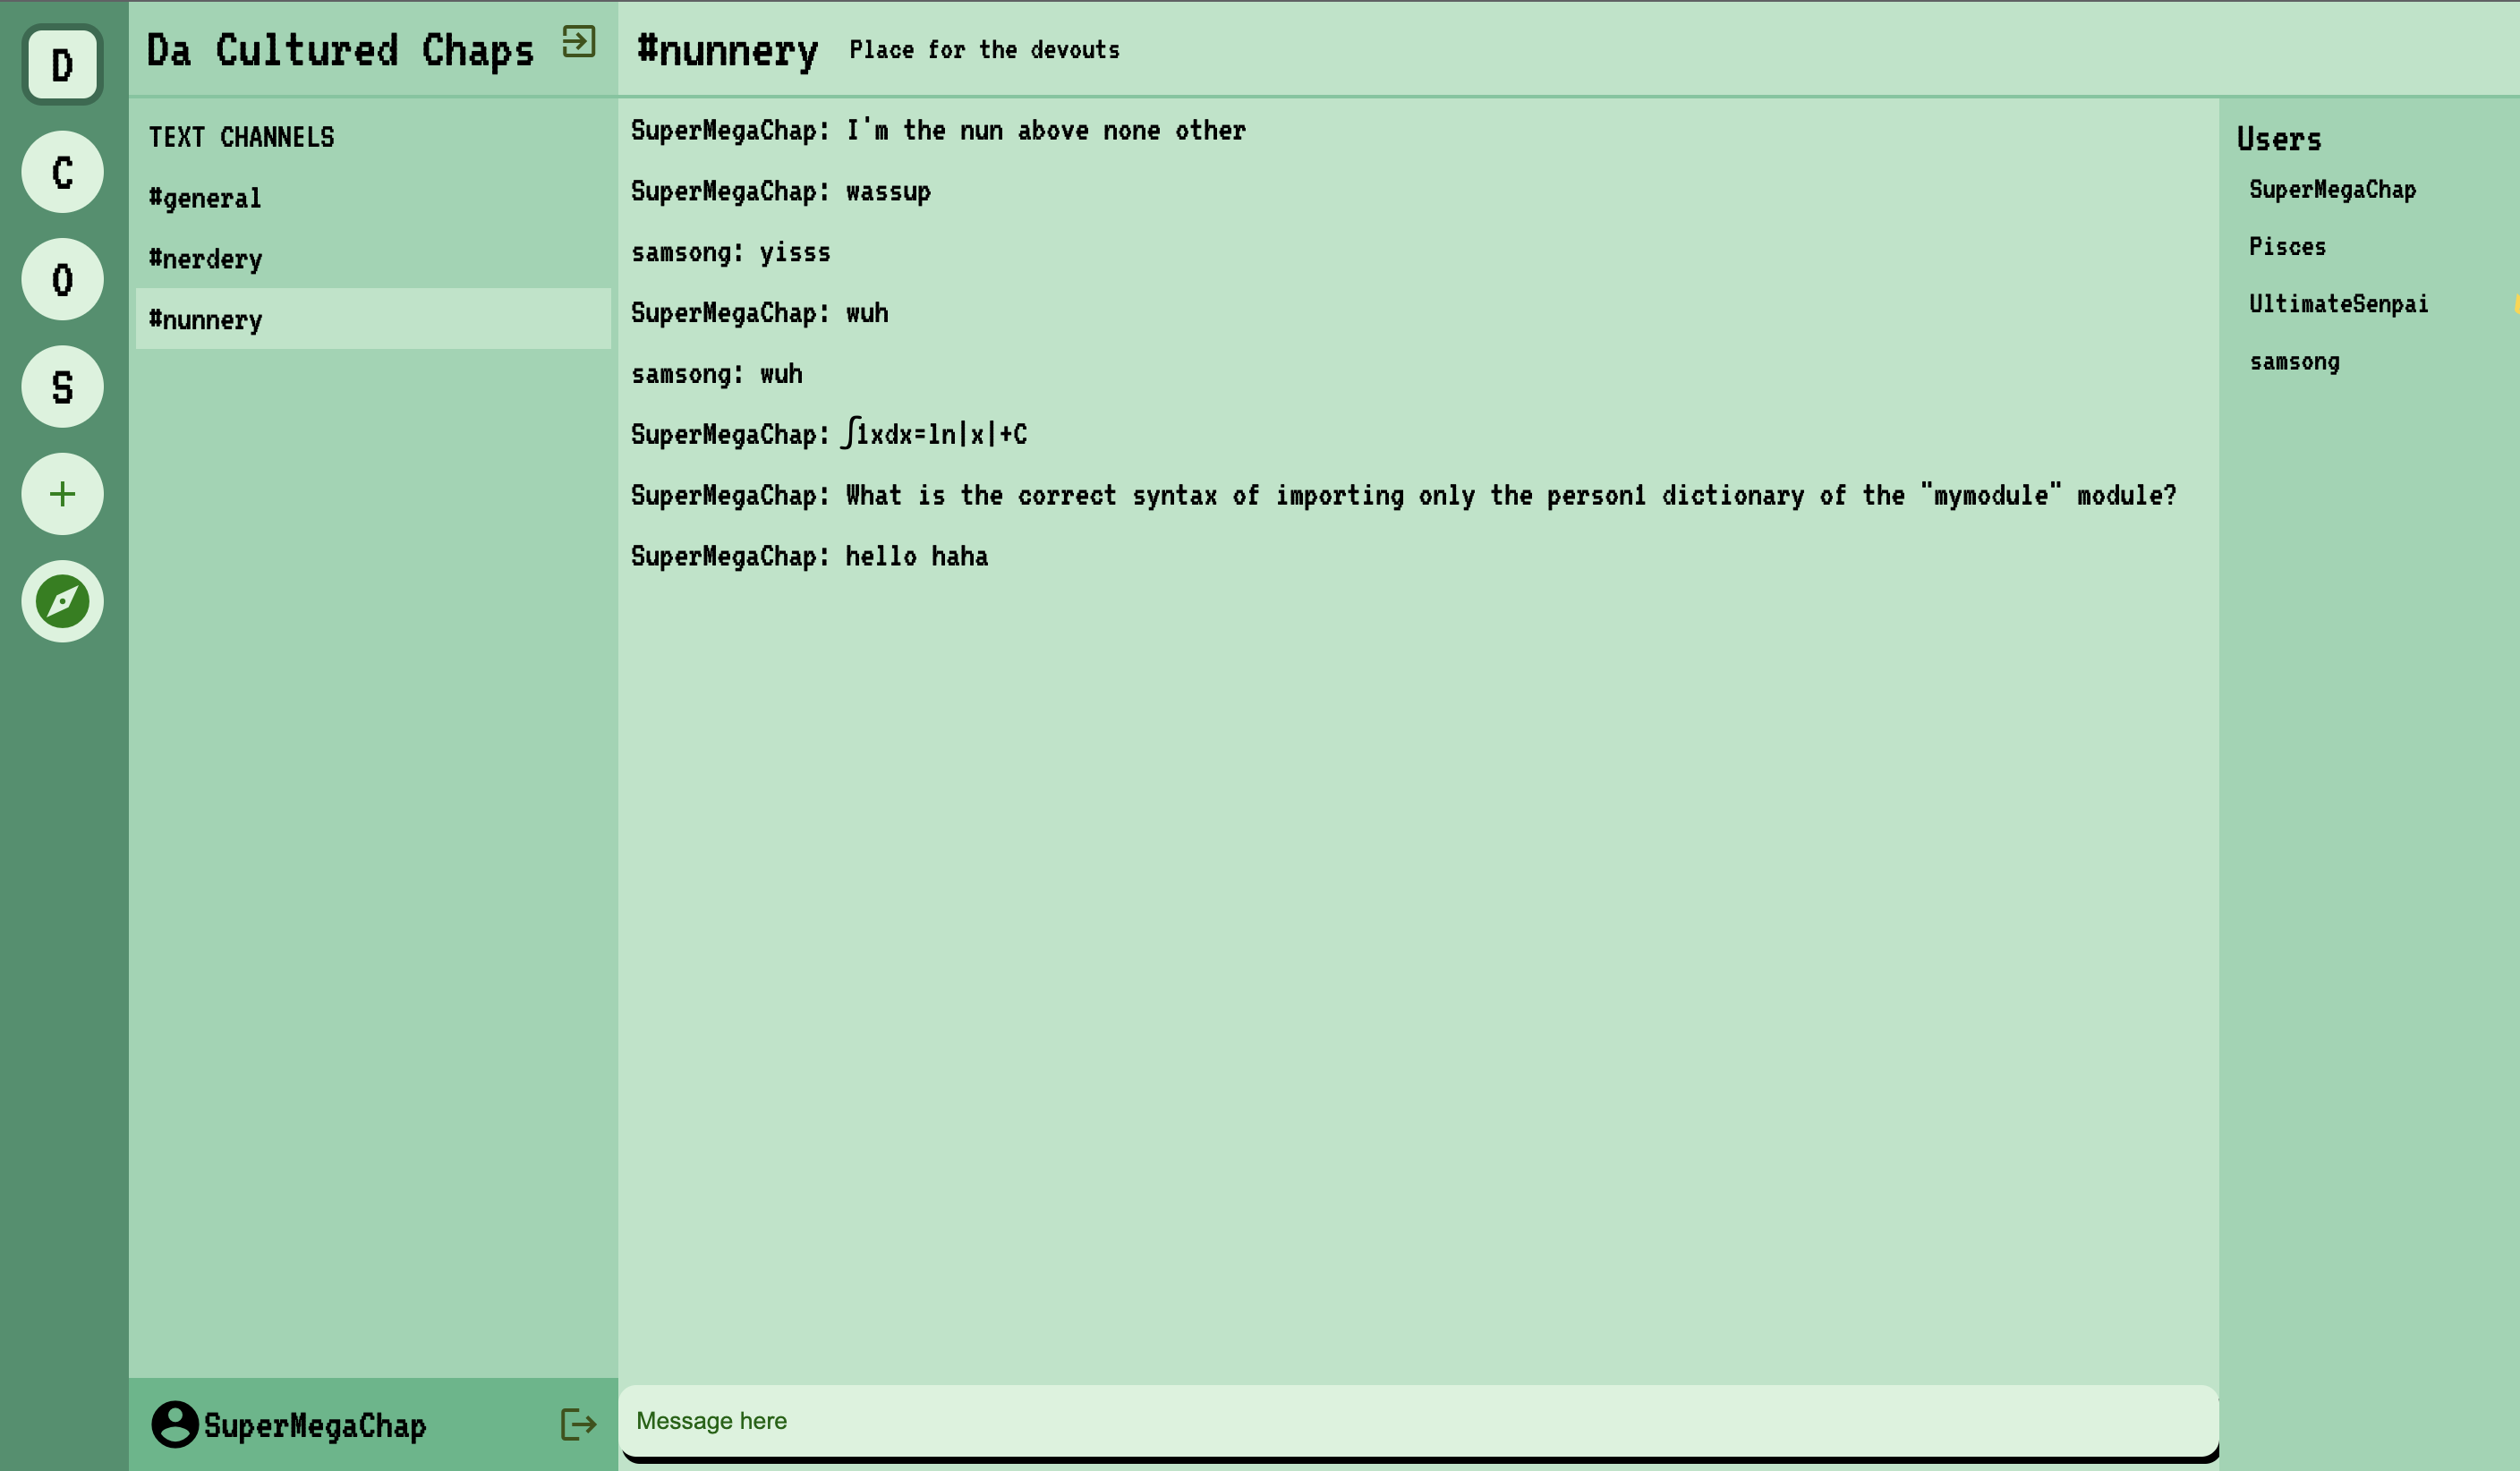 D
C
O
S
Da Cultured Chaps
TEXT CHANNELS
#general
#nerdery
#nunnery
SuperMegaChap
#nunnery Place for the devouts
SuperMegaChap: I'm the nun above none other
SuperMegaChap: wassup
samsong: yisss
SuperMegaChap: wuh
samsong: wuh
SuperMegaChap: ∫1xdx=ln|x|+C
SuperMegaChap: What is the correct syntax of importing only the person1 dictionary of the "mymodule" module?
SuperMegaChap: hello haha
Message here
Users
SuperMegaChap
Pisces
UltimateSenpai
samsong